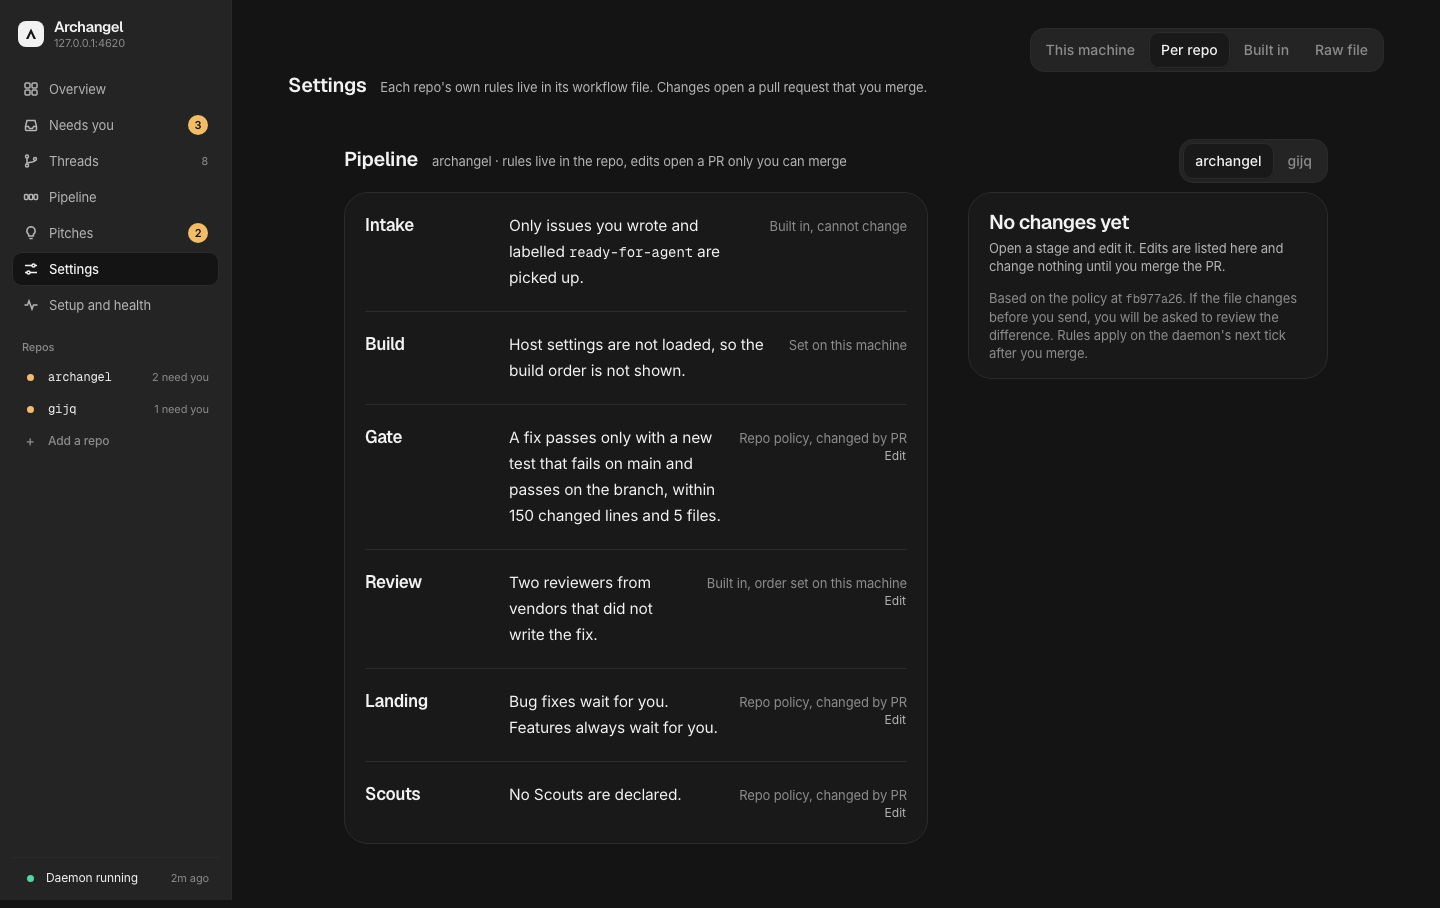 Archangel
127.0.0.1:4620
Overview
Needs you 3
Threads 8
Pipeline
Pitches 2
Settings
Setup and health
Repos
archangel 2 need you
gijq 1 need you
+ Add a repo
Daemon running 2m ago
This machine Per repo Built in Raw file
Settings Each repo's own rules live in its workflow file. Changes open a pull request that you merge.
Pipeline archangel · rules live in the repo, edits open a PR only you can merge
archangel gijq
Intake
Only issues you wrote and
labelled ready-for-agent are
picked up.
Built in, cannot change
Build
Host settings are not loaded, so the
build order is not shown.
Set on this machine
Gate
A fix passes only with a new
test that fails on main and
passes on the branch, within
150 changed lines and 5 files.
Repo policy, changed by PR
Edit
Review
Two reviewers from
vendors that did not
write the fix.
Built in, order set on this machine
Edit
Landing
Bug fixes wait for you.
Features always wait for you.
Repo policy, changed by PR
Edit
Scouts
No Scouts are declared.
Repo policy, changed by PR
Edit
No changes yet
Open a stage and edit it. Edits are listed here and
change nothing until you merge the PR.
Based on the policy at fb977a26. If the file changes
before you send, you will be asked to review the
difference. Rules apply on the daemon's next tick
after you merge.